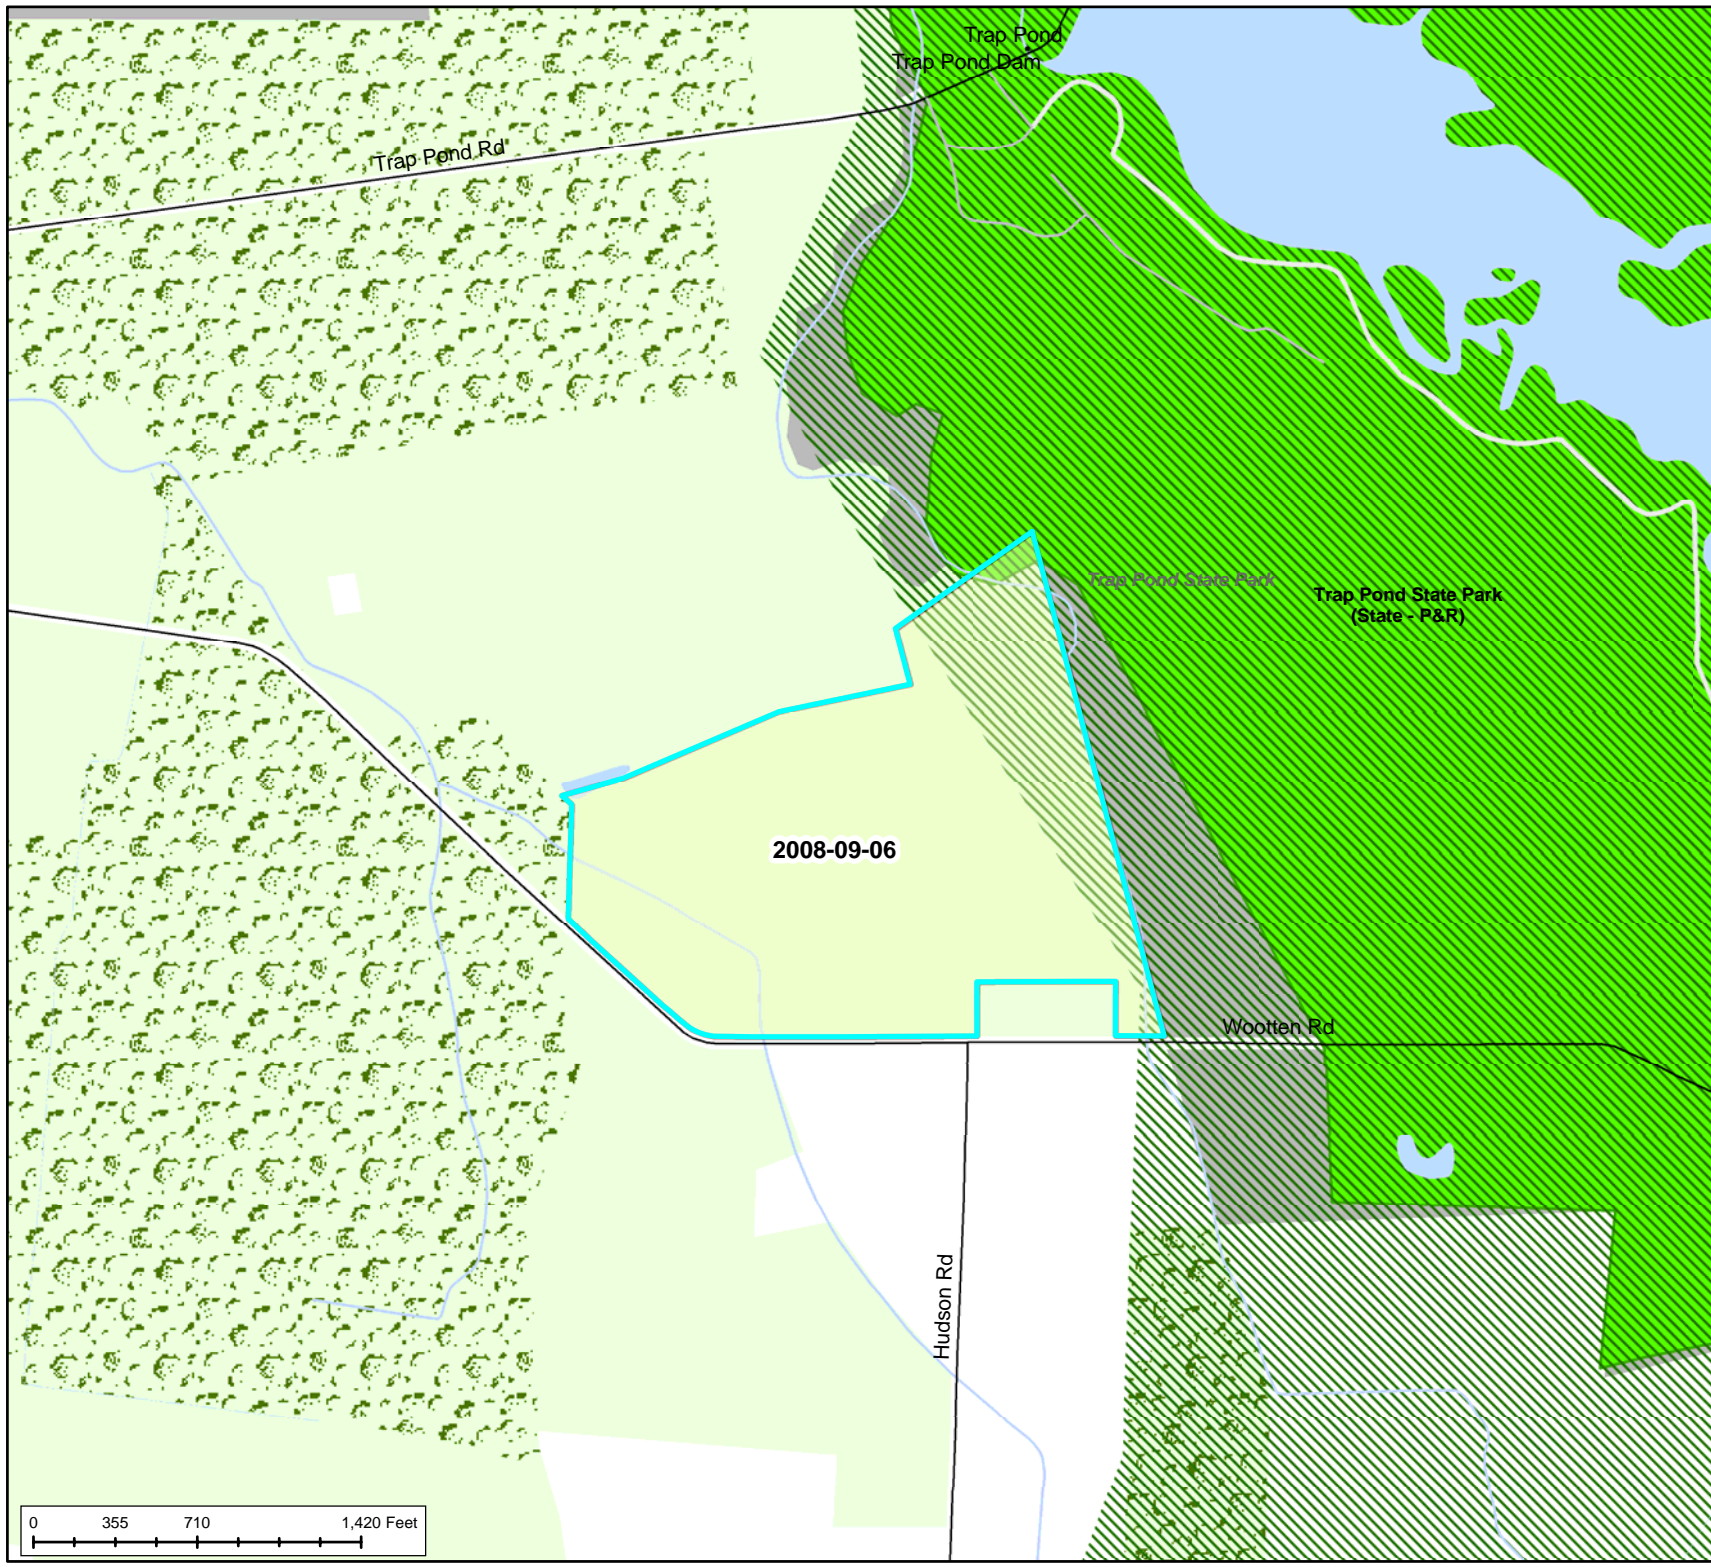 Trap Pond
Trap Pond Dam
Trap Pond Rd
Trap Pond State Park
Trap Pond State Park
(State - P&R)
2008-09-06
Wootten Rd
Hudson Rd
0 355 710 1,420 Feet